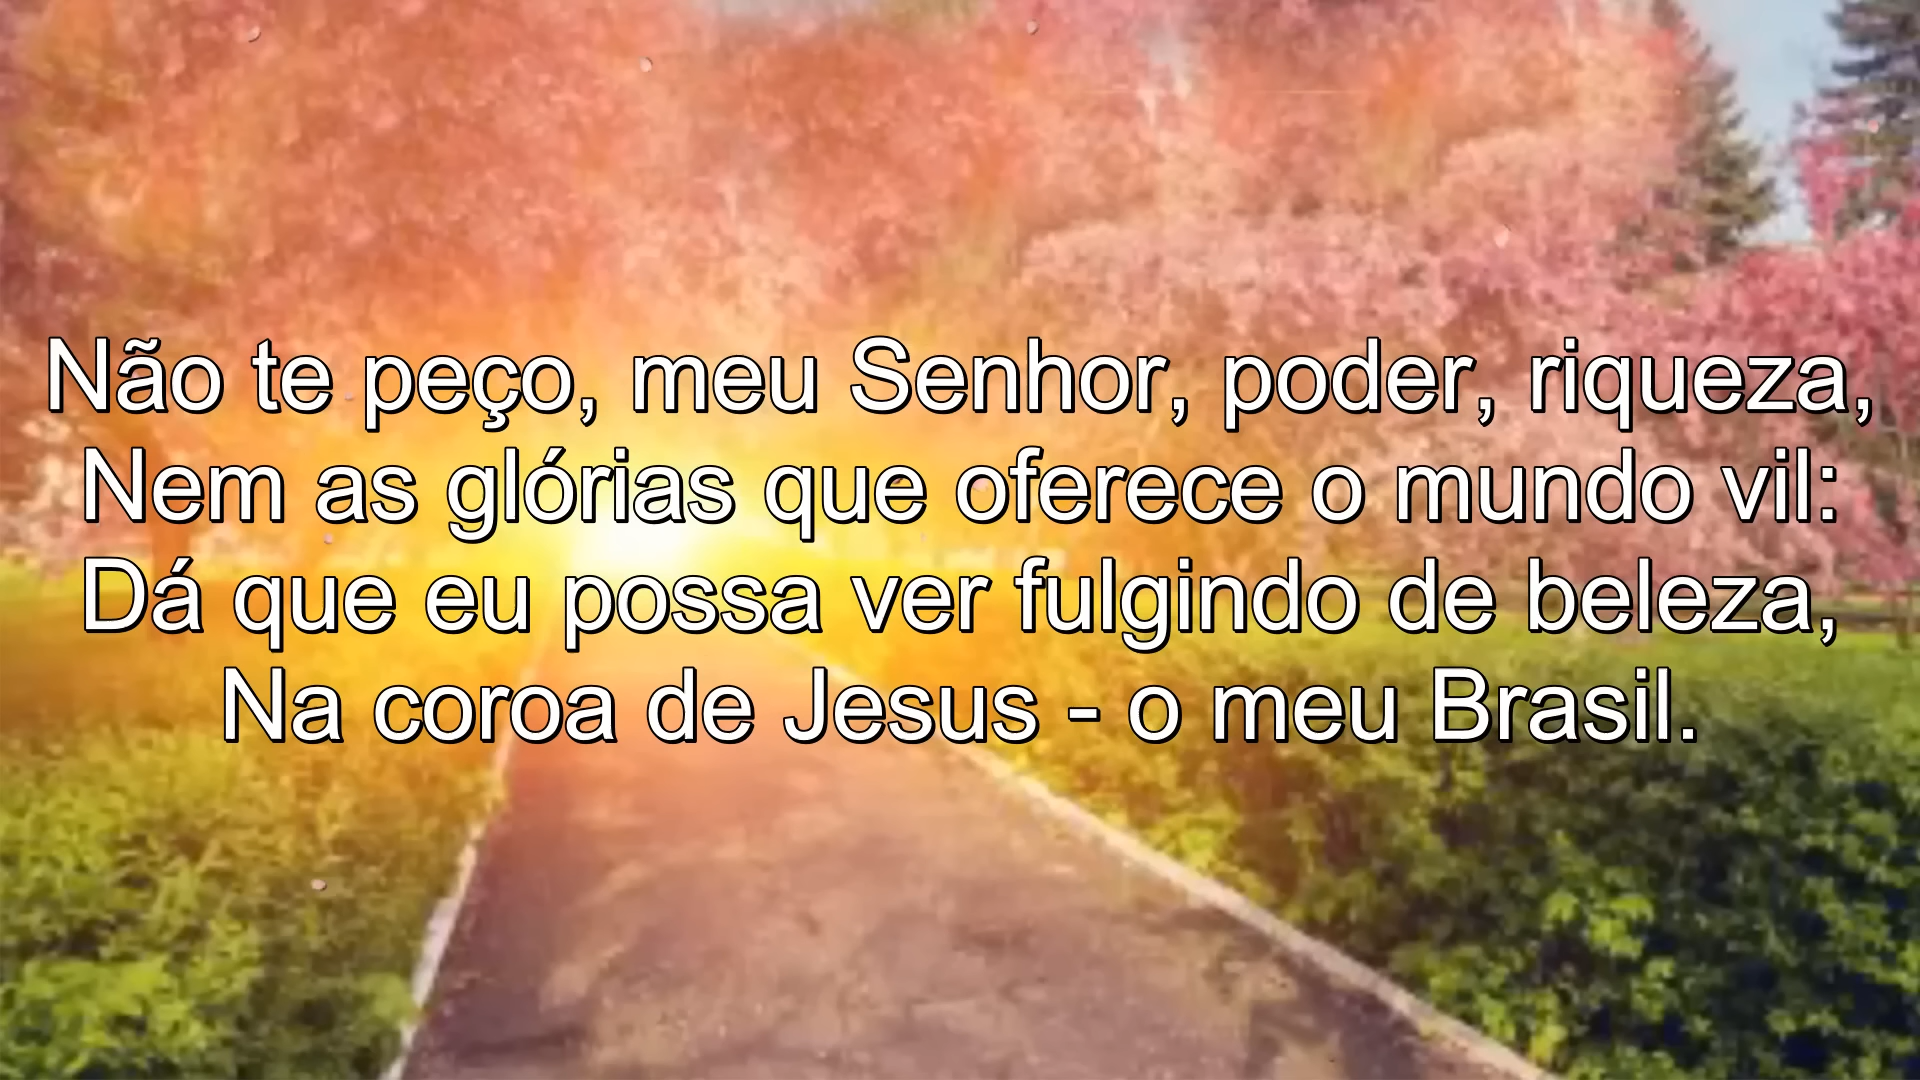 Não te peço, meu Senhor, poder, riqueza,
Nem as glórias que oferece o mundo vil:
Dá que eu possa ver fulgindo de beleza,
Na coroa de Jesus - o meu Brasil.